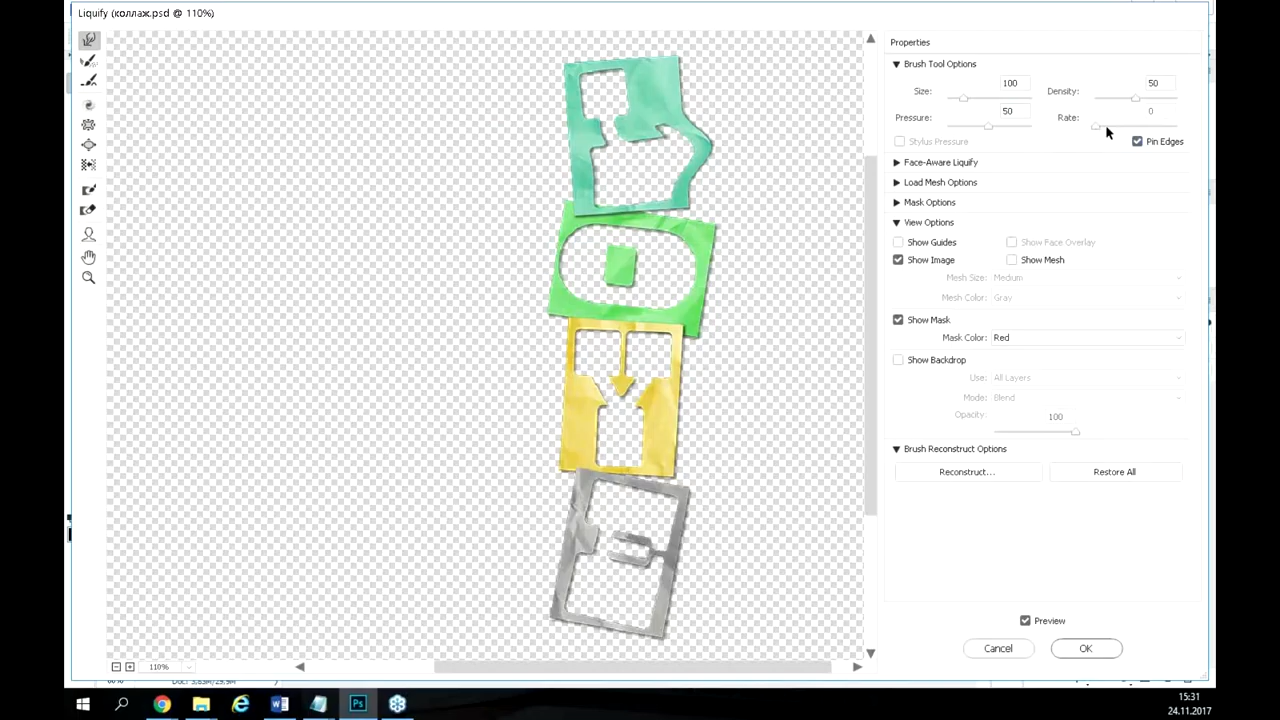 Liquify (коллаж.psd @ 110%)
Properties
Brush Tool Options
Size: 100 Density: 50
Pressure: 50 Rate: 0
Stylus Pressure Pin Edges
Face-Aware Liquify
Load Mesh Options
Mask Options
View Options
Show Guides Show Face Overlay
Show Image Show Mesh
Mesh Size: Medium
Mesh Color: Gray
Show Mask
Mask Color: Red
Show Backdrop
Use: All Layers
Mode: Blend
Opacity: 100
Brush Reconstruct Options
Reconstruct... Restore All
Preview
Cancel OK
110%
15:31
24.11.2017